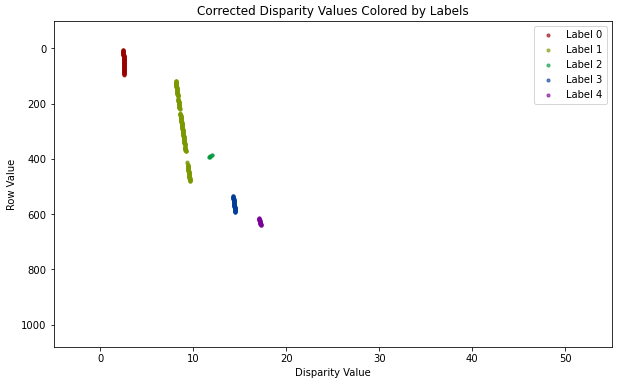 Corrected Disparity Values Colored by Labels
Label 0
Label 1
Label 2
Label 3
Label 4
0
200
400
600
800
1000
Row Value
0
10
20
30
40
50
Disparity Value